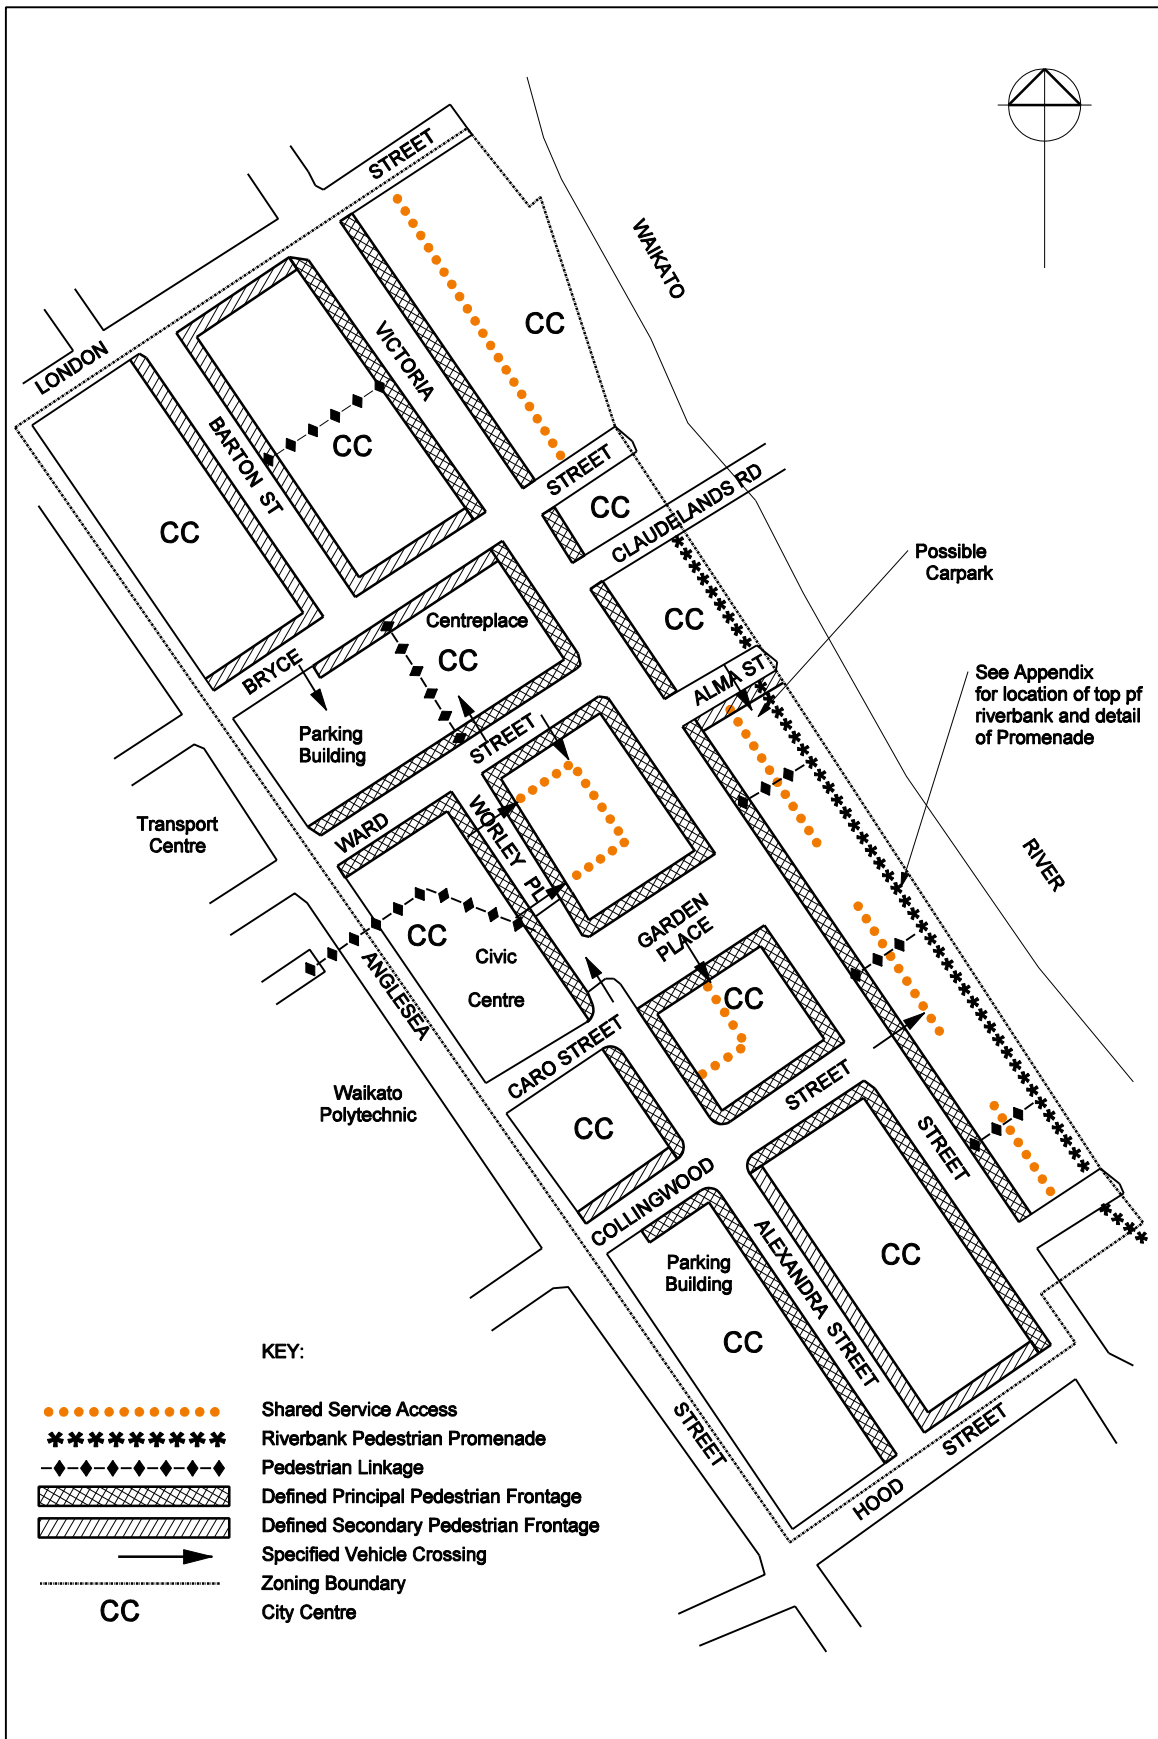 STREET
WAIKATO
CC
VICTORIA
LONDON
CC
BARTON ST
STREET
CC
CC
CLAUDELANDS RD
Possible
Carpark
Centreplace
CC
CC
BRYCE
ALMA ST
See Appendix
for location of top pf
riverbank and detail
of Promenade
Parking
Building
STREET
WARD
WORLEY PL
Transport
Centre
RIVER
GARDEN
PLACE
CC
Civic
Centre
ANGLESEA
CC
CARO STREET
STREET
Waikato
Polytechnic
CC
STREET
COLLINGWOOD
ALEXANDRA STREET
Parking
Building
CC
CC
STREET
STREET
HOOD
KEY:
Shared Service Access
Riverbank Pedestrian Promenade
Pedestrian Linkage
Defined Principal Pedestrian Frontage
Defined Secondary Pedestrian Frontage
Specified Vehicle Crossing
Zoning Boundary
CC City Centre